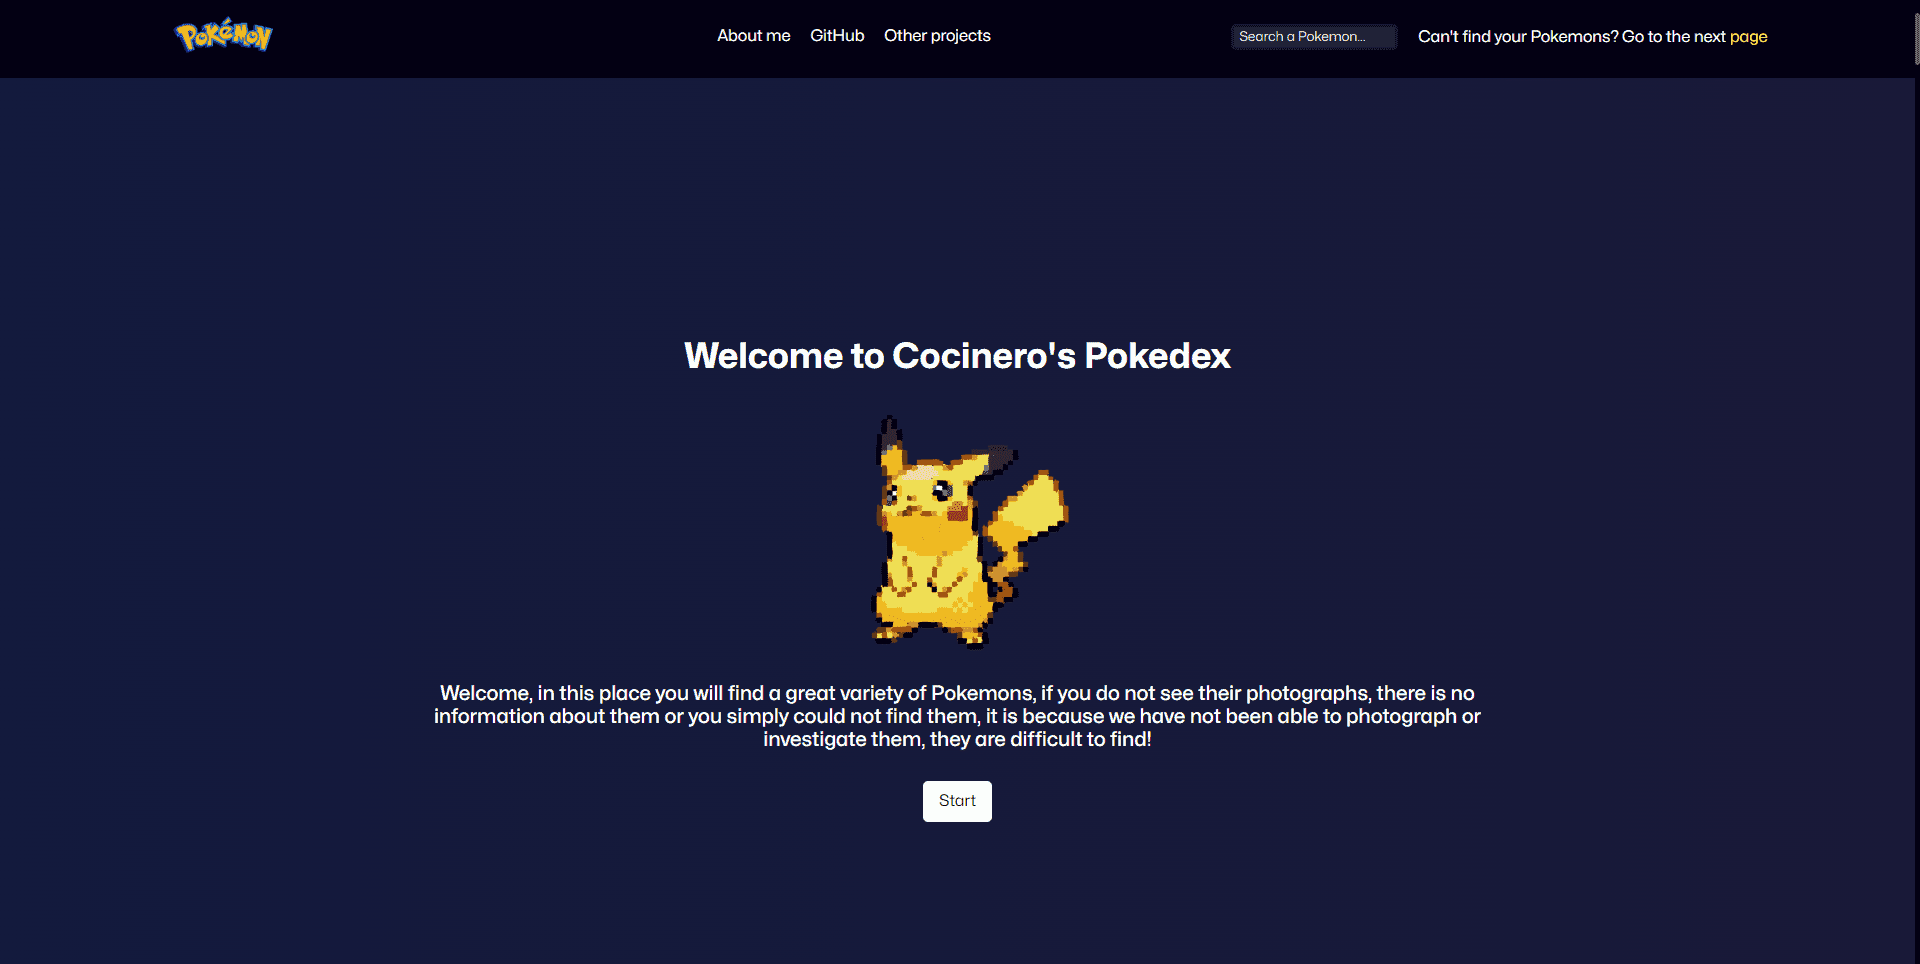 Pokémon
About me
GitHub
Other projects
Search a Pokemon...
Can't find your Pokemons? Go to the next page
Welcome to Cocinero's Pokedex
Welcome, in this place you will find a great variety of Pokemons, if you do not see their photographs, there is no
information about them or you simply could not find them, it is because we have not been able to photograph or
investigate them, they are difficult to find!
Start